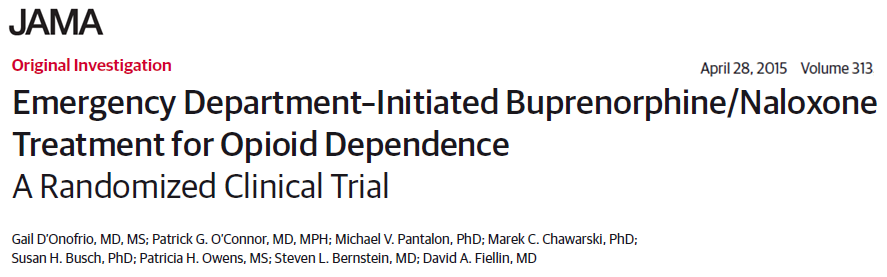 JAMA
Original Investigation
April 28, 2015 Volume 313
Emergency Department–Initiated Buprenorphine/Naloxone
Treatment for Opioid Dependence
A Randomized Clinical Trial
Gail D'Onofrio, MD, MS; Patrick G. O'Connor, MD, MPH; Michael V. Pantalon, PhD; Marek C. Chawarski, PhD;
Susan H. Busch, PhD; Patricia H. Owens, MS; Steven L. Bernstein, MD; David A. Fiellin, MD